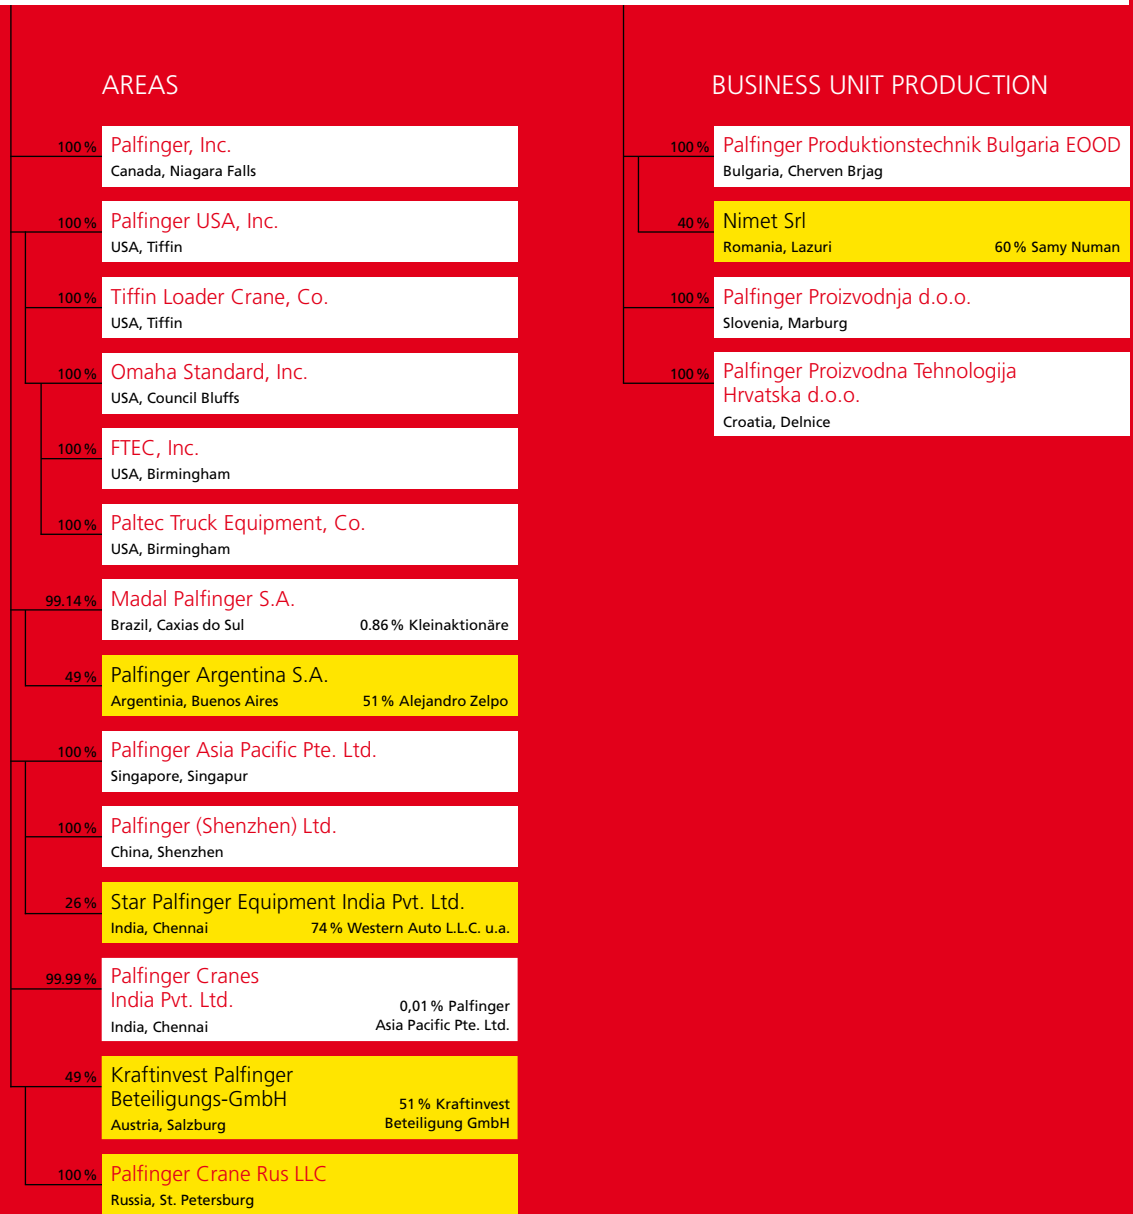 AREAS
100 %
Palfinger, Inc.
Canada, Niagara Falls
100 %
Palfinger USA, Inc.
USA, Tiffin
100 %
Tiffin Loader Crane, Co.
USA, Tiffin
100 %
Omaha Standard, Inc.
USA, Council Bluffs
100 %
FTEC, Inc.
USA, Birmingham
100 %
Paltec Truck Equipment, Co.
USA, Birmingham
99.14 %
Madal Palfinger S.A.
Brazil, Caxias do Sul 0.86 % Kleinaktionäre
49 %
Palfinger Argentina S.A.
Argentinia, Buenos Aires 51 % Alejandro Zelpo
100 %
Palfinger Asia Pacific Pte. Ltd.
Singapore, Singapur
100 %
Palfinger (Shenzhen) Ltd.
China, Shenzhen
26 %
Star Palfinger Equipment India Pvt. Ltd.
India, Chennai 74 % Western Auto L.L.C. u.a.
99.99 %
Palfinger Cranes
India Pvt. Ltd.
India, Chennai
0,01 % Palfinger
Asia Pacific Pte. Ltd.
49 %
Kraftinvest Palfinger
Beteiligungs-GmbH
Austria, Salzburg
51 % Kraftinvest
Beteiligung GmbH
100 %
Palfinger Crane Rus LLC
Russia, St. Petersburg
BUSINESS UNIT PRODUCTION
100 %
Palfinger Produktionstechnik Bulgaria EOOD
Bulgaria, Cherven Brjag
40 %
Nimet Srl
Romania, Lazuri 60 % Samy Numan
100 %
Palfinger Proizvodnja d.o.o.
Slovenia, Marburg
100 %
Palfinger Proizvodna Tehnologija
Hrvatska d.o.o.
Croatia, Delnice